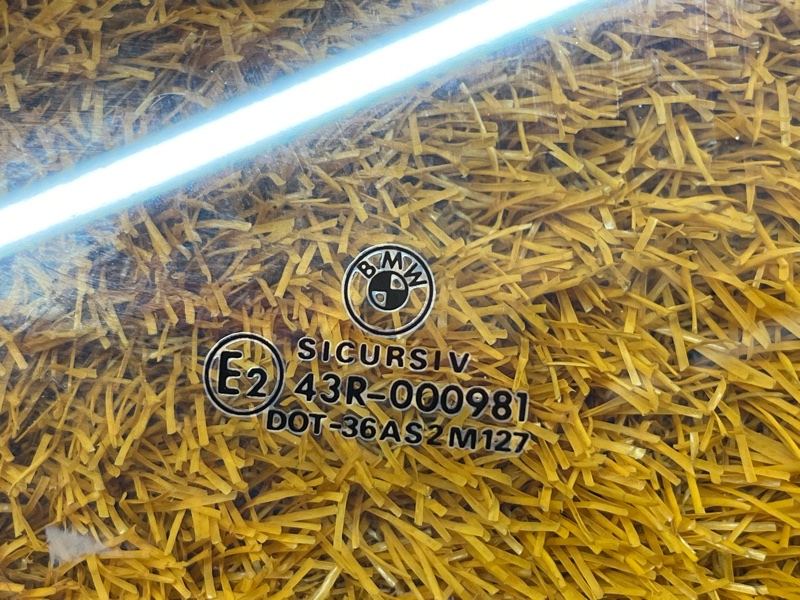 BMW
SICURSIV
E2 43R-000981
DOT-36AS2M127